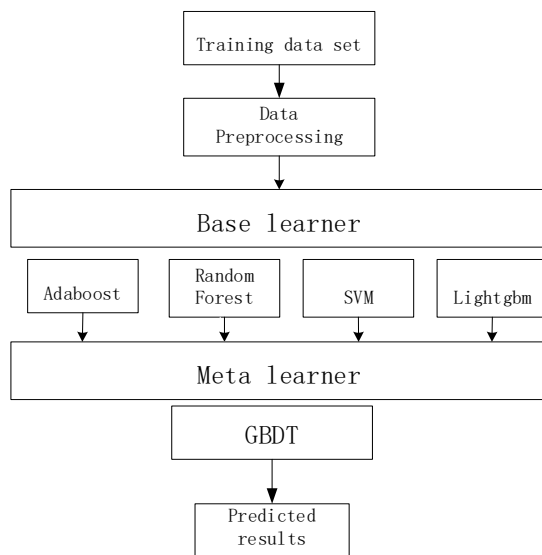 Training data set
Data
Preprocessing
Base learner
Adaboost
Random
Forest
SVM
Lightgbm
Meta learner
GBDT
Predicted
results